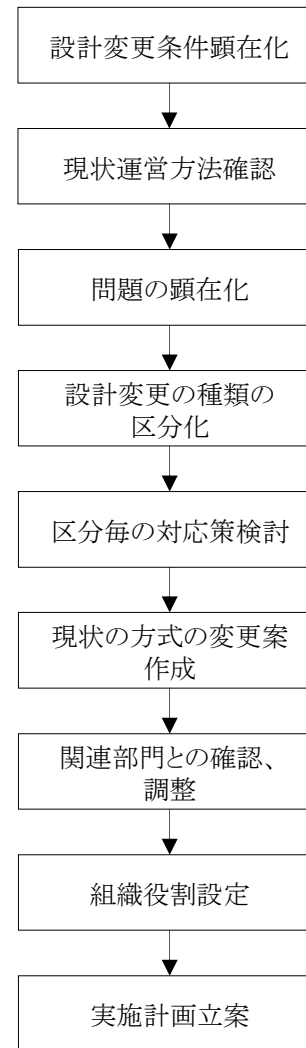 設計変更条件顕在化
現状運営方法確認
問題の顕在化
設計変更の種類の
区分化
区分毎の対応策検討
現状の方式の変更案
作成
関連部門との確認、
調整
組織役割設定
実施計画立案